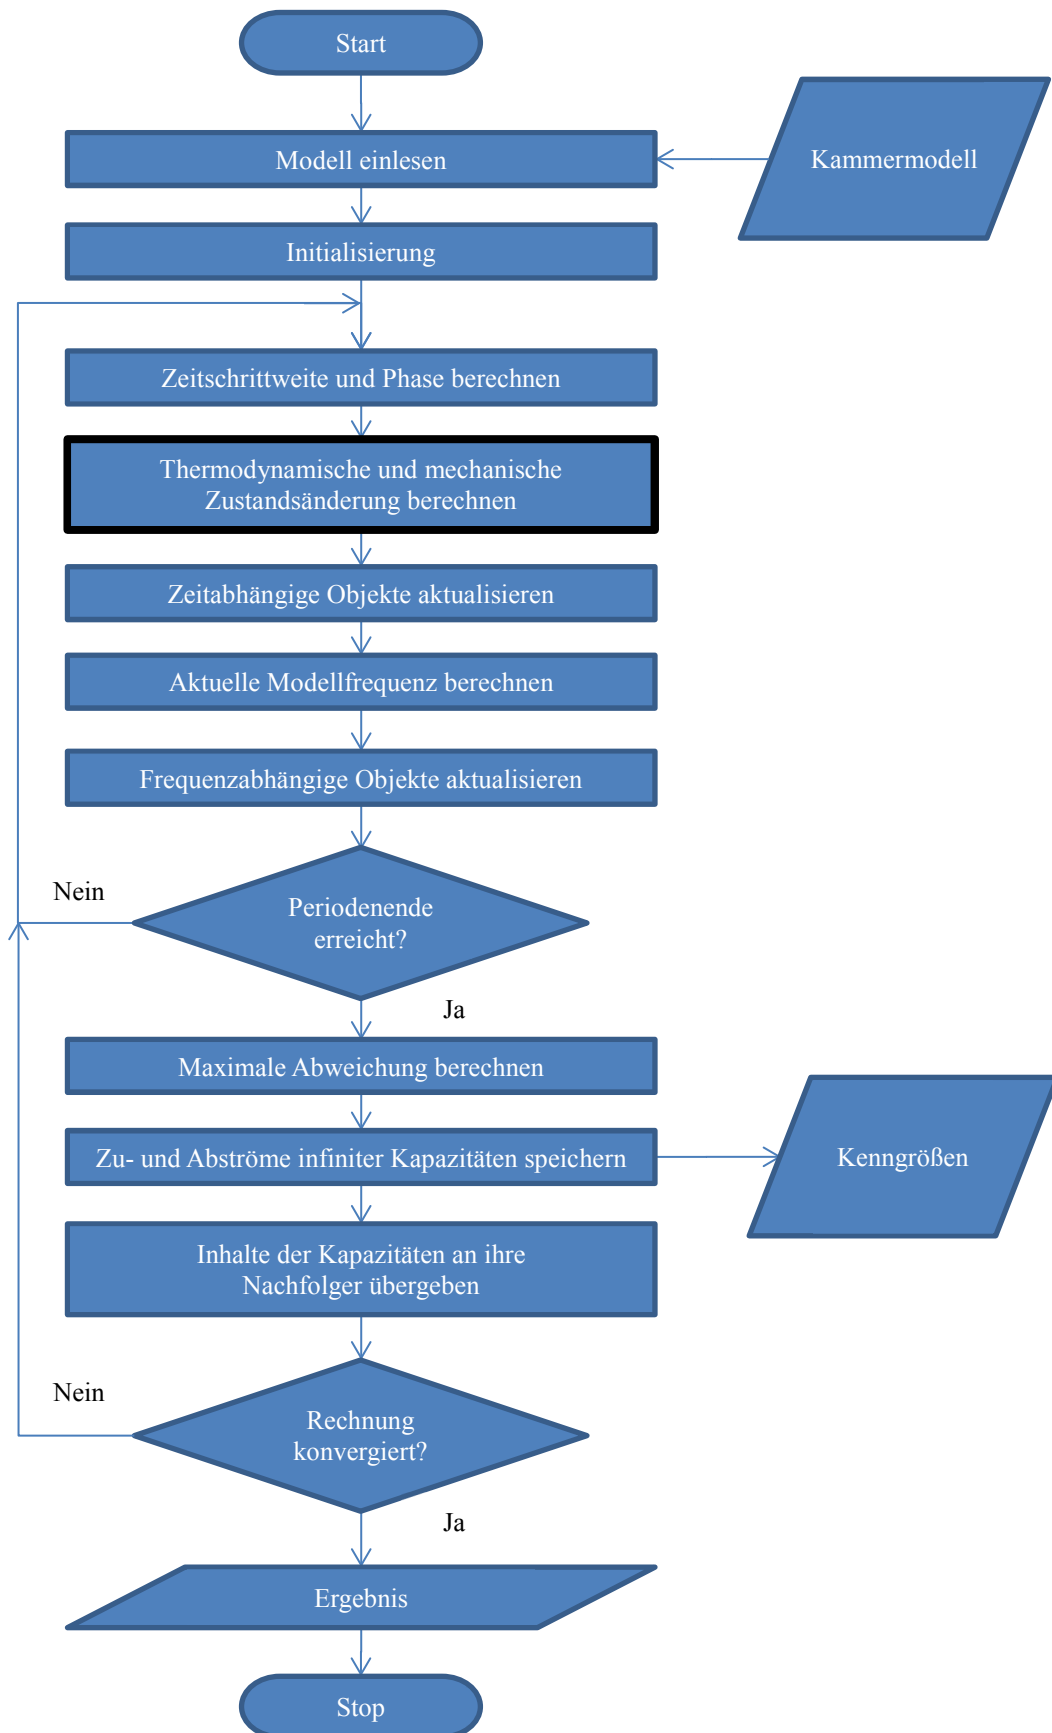 Start
Modell einlesen
Kammermodell
Initialisierung
Zeitschrittweite und Phase berechnen
Thermodynamische und mechanische
Zustandsänderung berechnen
Zeitabhängige Objekte aktualisieren
Aktuelle Modellfrequenz berechnen
Frequenzabhängige Objekte aktualisieren
Nein
Periodenende
erreicht?
Ja
Maximale Abweichung berechnen
Zu- und Abströme infiniter Kapazitäten speichern
Kenngrößen
Inhalte der Kapazitäten an ihre
Nachfolger übergeben
Nein
Rechnung
konvergiert?
Ja
Ergebnis
Stop